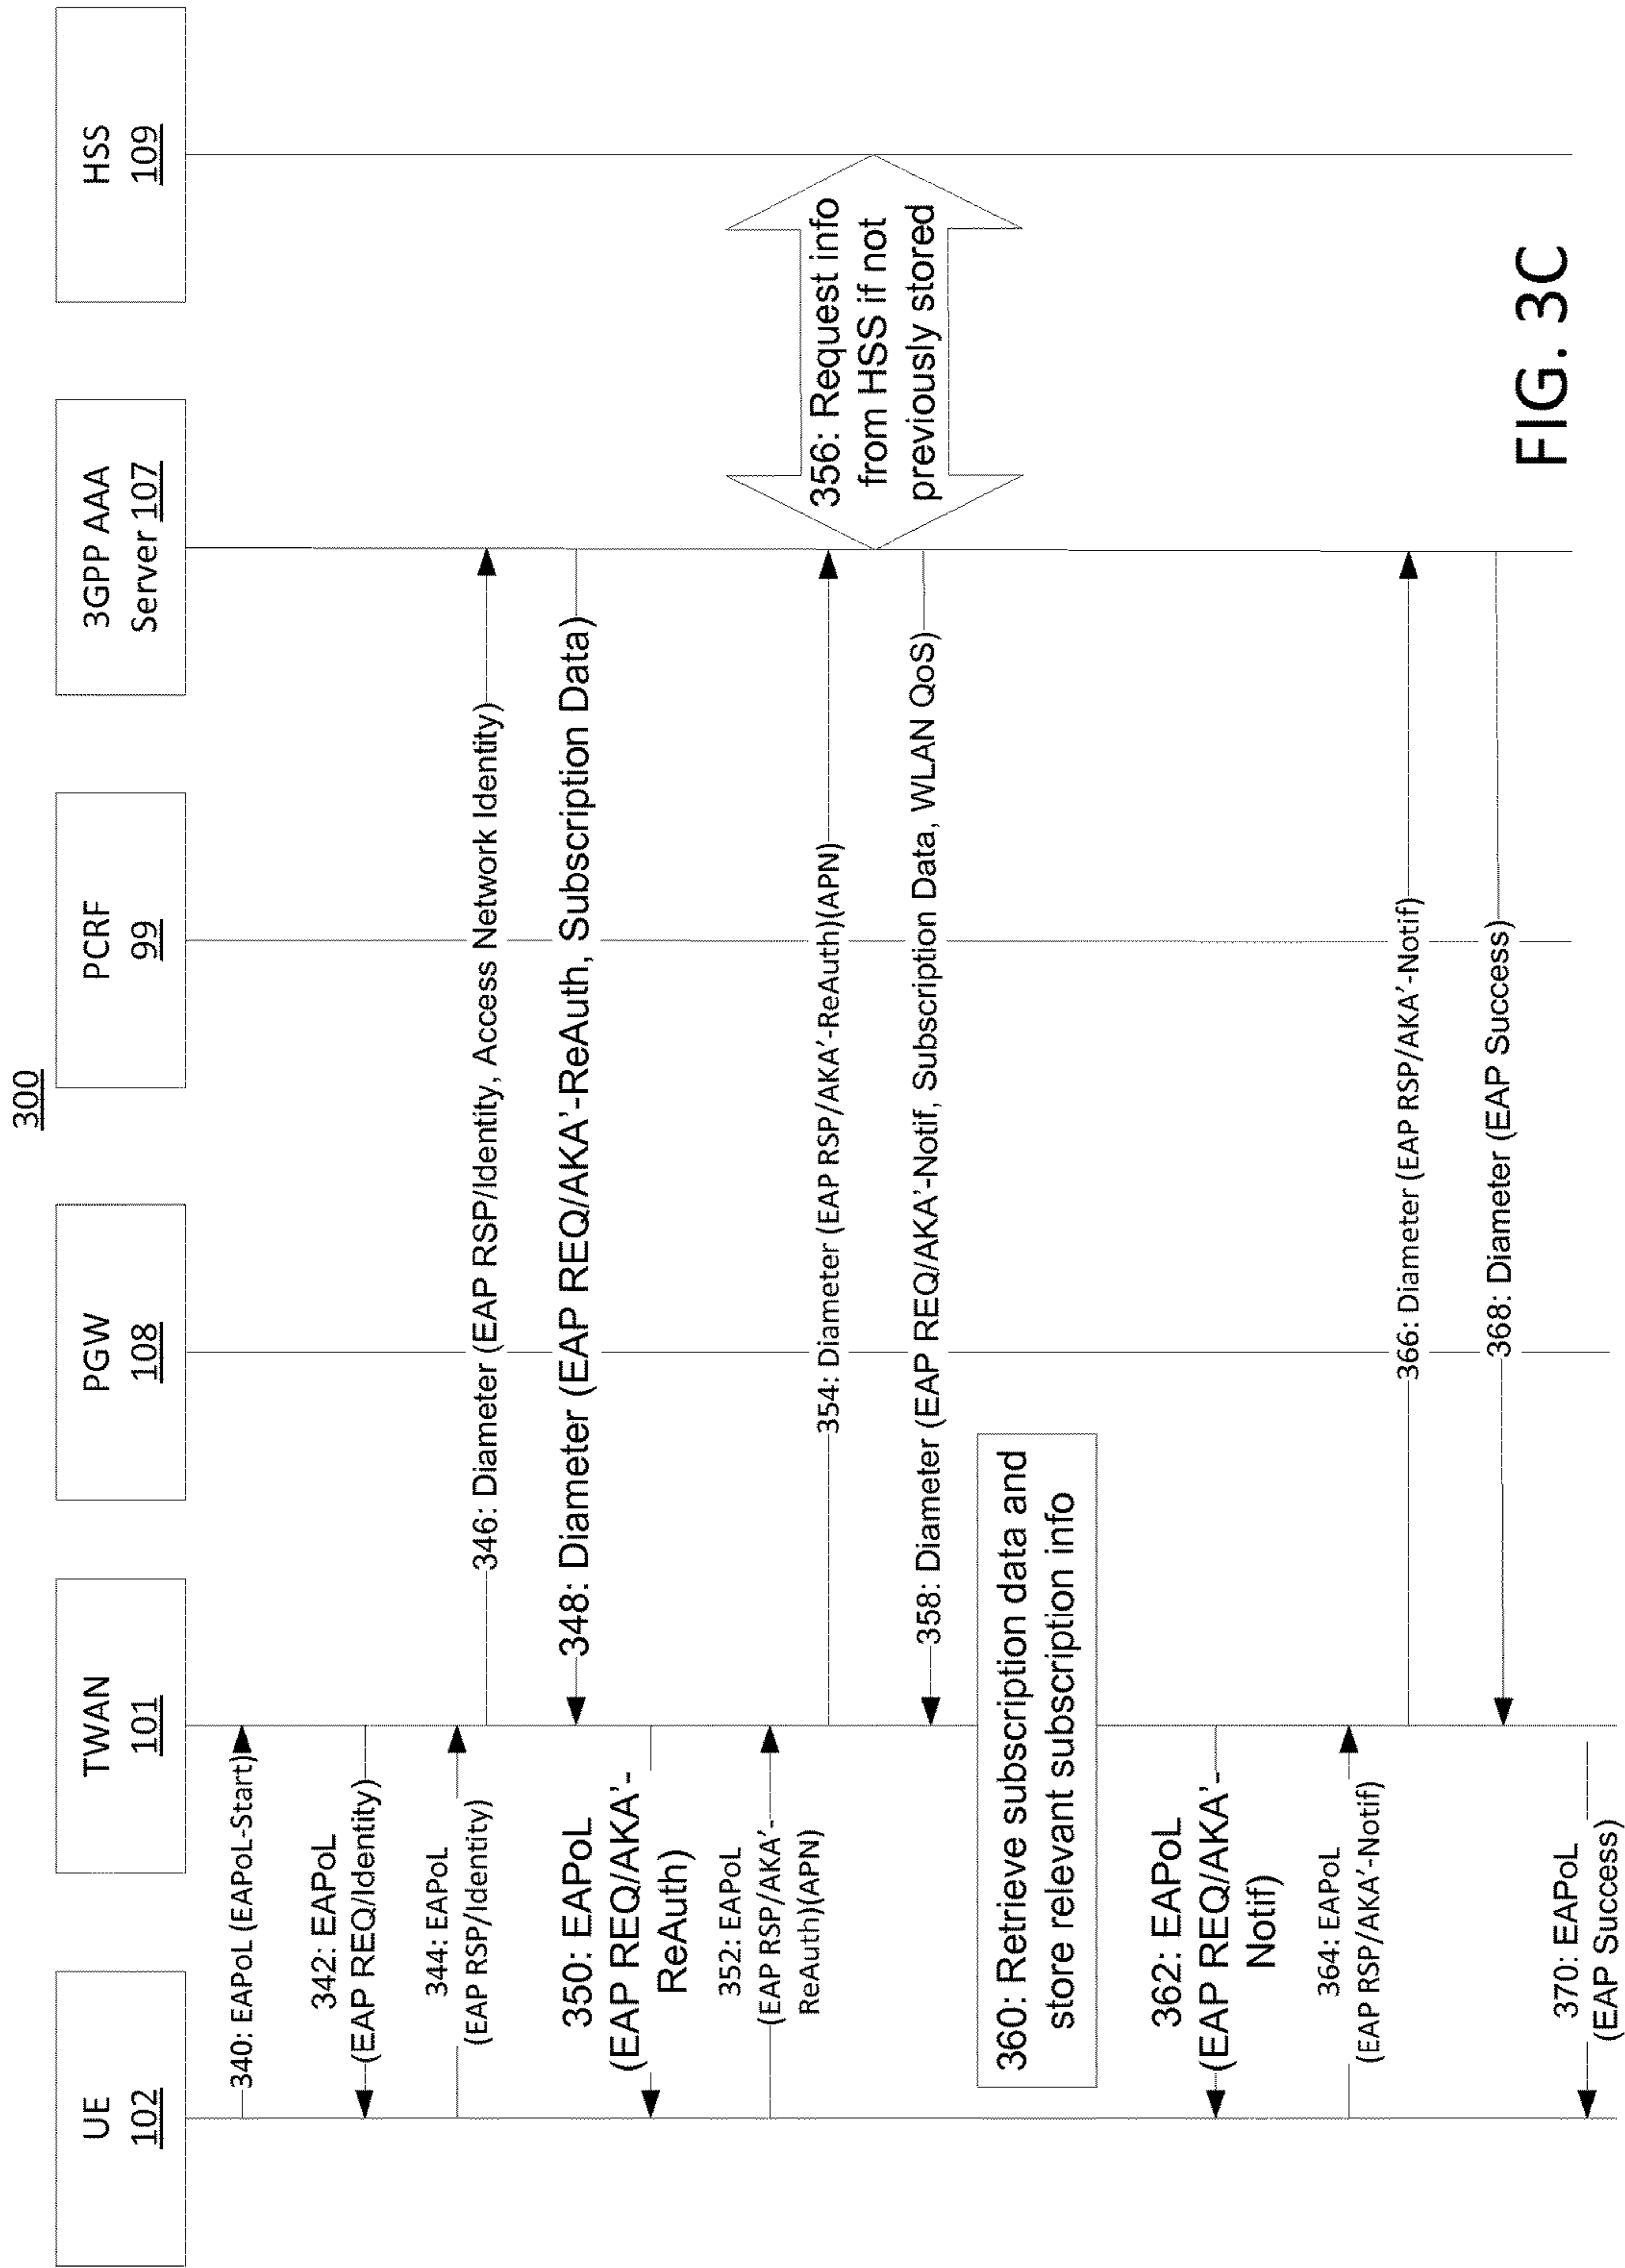 300
UE
102
TWAN
101
PGW
108
PCRF
99
3GPP AAA
Server 107
HSS
109
340: EAPoL (EAPoL-Start)
342: EAPoL
(EAP REQ/Identity)
344: EAPoL
(EAP RSP/Identity)
346: Diameter (EAP RSP/Identity, Access Network Identity)
348: Diameter (EAP REQ/AKA'-ReAuth, Subscription Data)
350: EAPoL
(EAP REQ/AKA'-
ReAuth)
352: EAPoL
(EAP RSP/AKA′-
ReAuth)(APN)
354: Diameter (EAP RSP/AKA′-ReAuth)(APN)
356: Request info
from HSS if not
previously stored
358: Diameter (EAP REQ/AKA'-Notif, Subscription Data, WLAN QoS)
360: Retrieve subscription data and
store relevant subscription info
362: EAPoL
(EAP REQ/AKA'-
Notif)
364: EAPoL
(EAP RSP/AKA′-Notif)
366: Diameter (EAP RSP/AKA′-Notif)
368: Diameter (EAP Success)
370: EAPoL
(EAP Success)
FIG. 3C